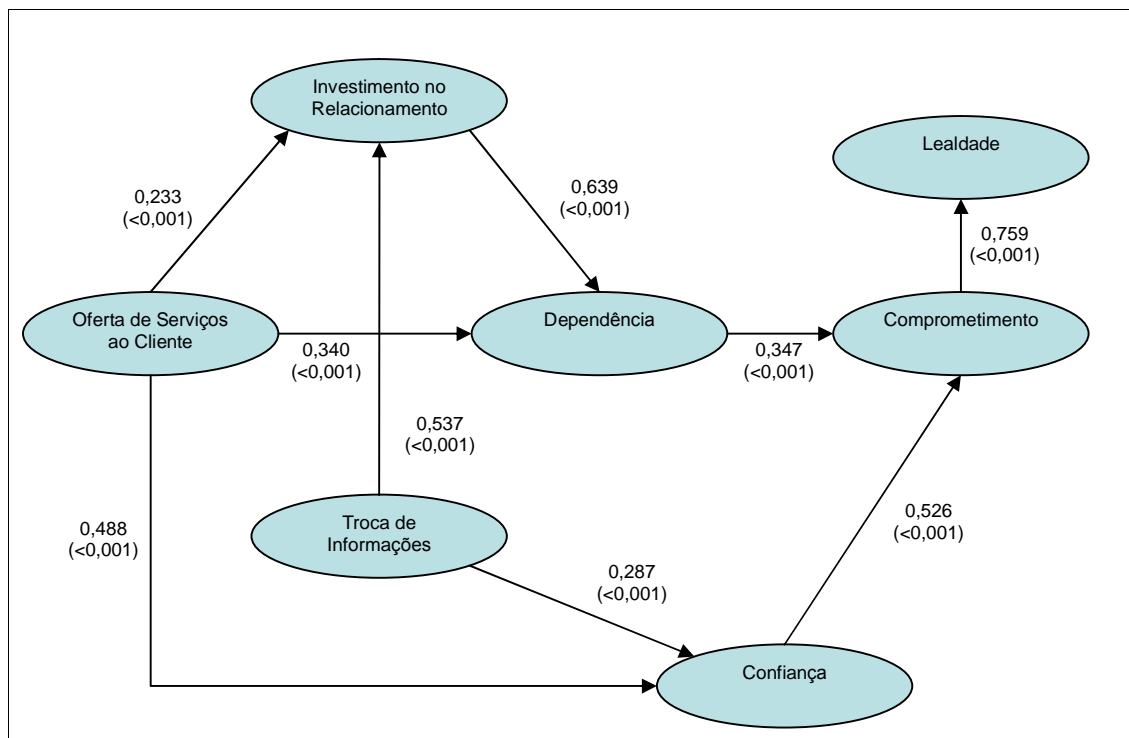 Investimento no
Relacionamento
Lealdade
0,233
(<0,001)
0,639
(<0,001)
0,759
(<0,001)
Oferta de Serviços
ao Cliente
Dependência
Comprometimento
0,340
(<0,001)
0,347
(<0,001)
0,537
(<0,001)
0,488
(<0,001)
Troca de
Informações
0,526
(<0,001)
0,287
(<0,001)
Confiança